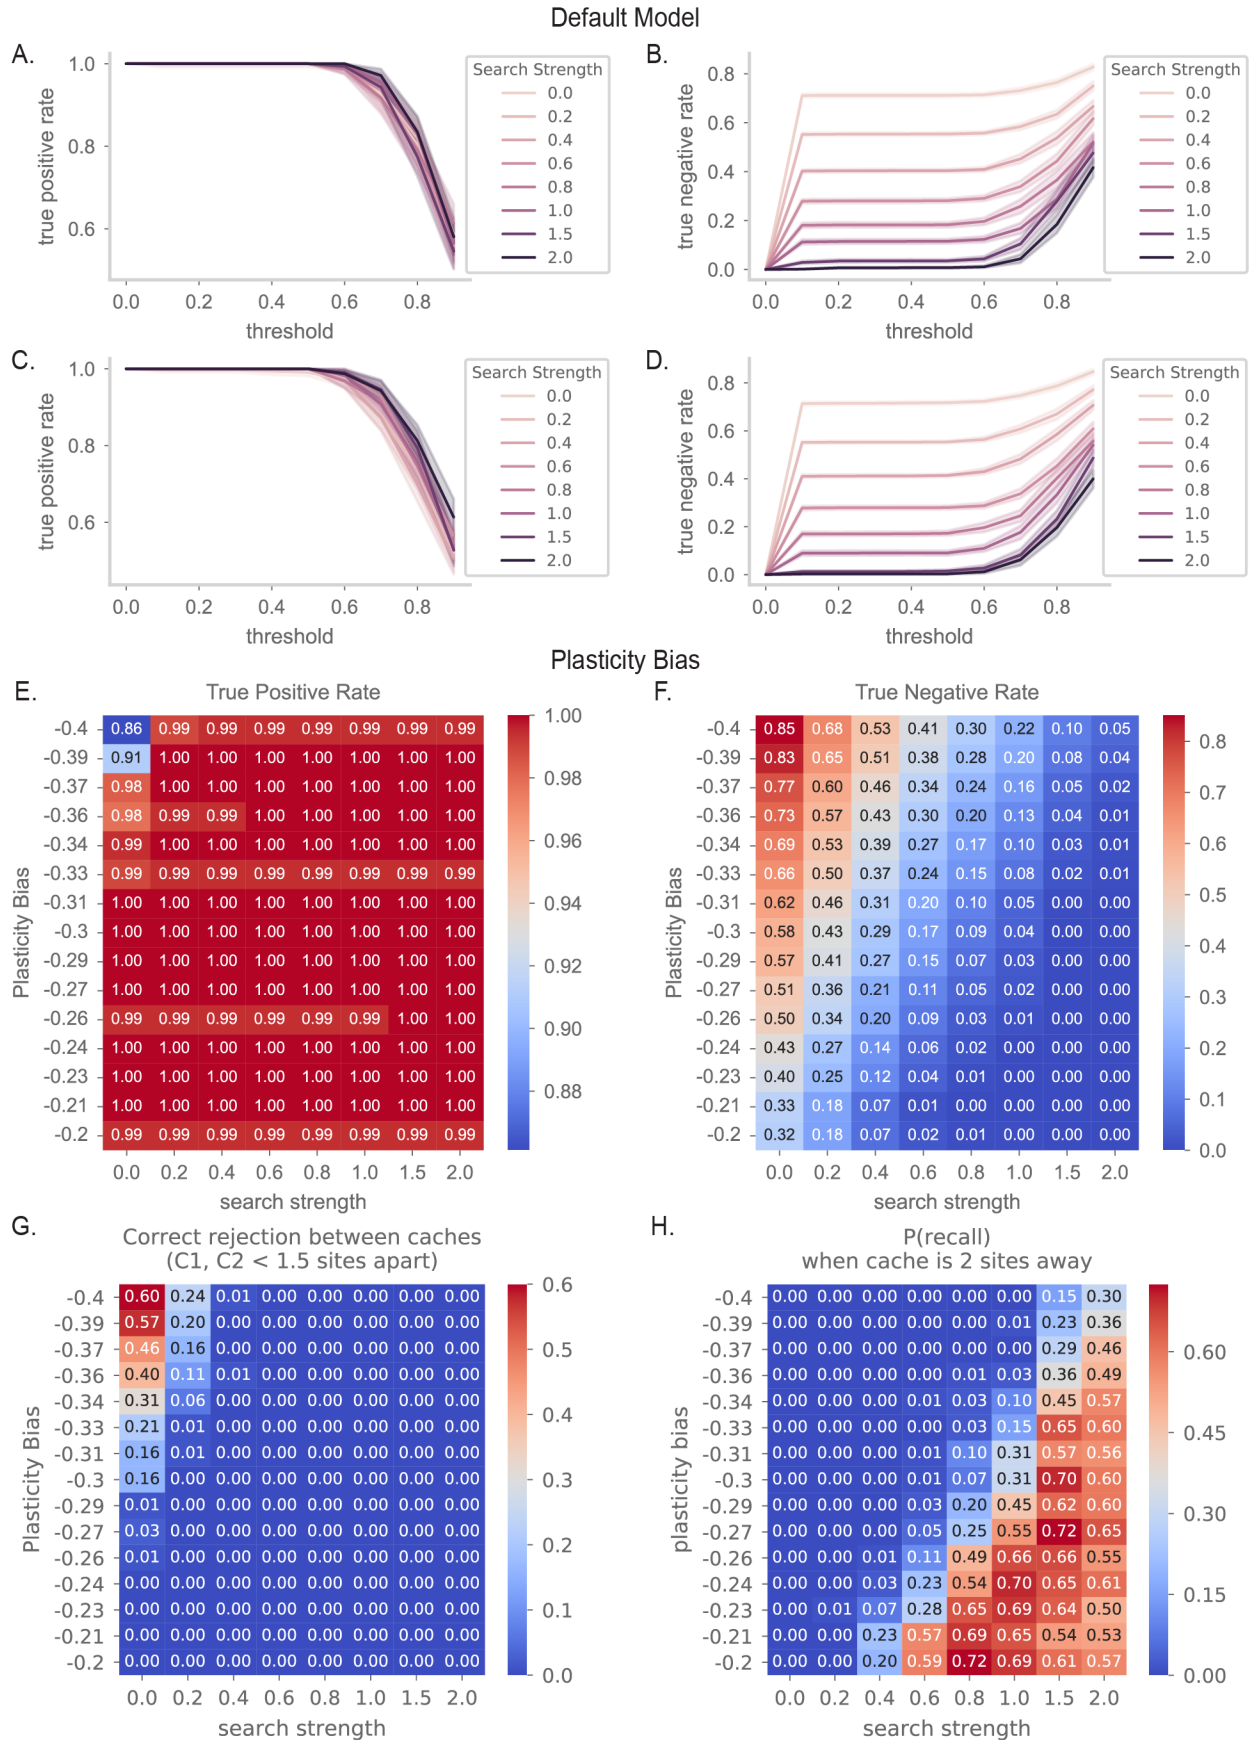 Default Model
A.
B.
1.0
0.8
0.6
true positive rate
0.0 0.2 0.4 0.6 0.8
threshold
Search Strength
0.0
0.2
0.4
0.6
0.8
1.0
1.5
2.0
0.8
0.6
0.4
0.2
0.0
true negative rate
0.0 0.2 0.4 0.6 0.8
threshold
Search Strength
0.0
0.2
0.4
0.6
0.8
1.0
1.5
2.0
C.
D.
1.0
0.8
0.6
true positive rate
0.0 0.2 0.4 0.6 0.8
threshold
Search Strength
0.0
0.2
0.4
0.6
0.8
1.0
1.5
2.0
0.8
0.6
0.4
0.2
0.0
true negative rate
0.0 0.2 0.4 0.6 0.8
threshold
Search Strength
0.0
0.2
0.4
0.6
0.8
1.0
1.5
2.0
Plasticity Bias
E.
True Positive Rate
Plasticity Bias
-0.4 0.86 0.99 0.99 0.99 0.99 0.99 0.99 0.99
-0.39 0.91 1.00 1.00 1.00 1.00 1.00 1.00 1.00
-0.37 0.98 1.00 1.00 1.00 1.00 1.00 1.00 1.00
-0.36 0.98 0.99 0.99 1.00 1.00 1.00 1.00 1.00
-0.34 0.99 1.00 1.00 1.00 1.00 1.00 1.00 1.00
-0.33 0.99 0.99 0.99 0.99 0.99 0.99 0.99 0.99
-0.31 1.00 1.00 1.00 1.00 1.00 1.00 1.00 1.00
-0.3 1.00 1.00 1.00 1.00 1.00 1.00 1.00 1.00
-0.29 1.00 1.00 1.00 1.00 1.00 1.00 1.00 1.00
-0.27 1.00 1.00 1.00 1.00 1.00 1.00 1.00 1.00
-0.26 0.99 0.99 0.99 0.99 0.99 0.99 1.00 1.00
-0.24 1.00 1.00 1.00 1.00 1.00 1.00 1.00 1.00
-0.23 1.00 1.00 1.00 1.00 1.00 1.00 1.00 1.00
-0.21 1.00 1.00 1.00 1.00 1.00 1.00 1.00 1.00
-0.2 0.99 0.99 0.99 0.99 0.99 0.99 0.99 0.99
0.0 0.2 0.4 0.6 0.8 1.0 1.5 2.0
search strength
1.00
0.98
0.96
0.94
0.92
0.90
0.88
F.
True Negative Rate
Plasticity Bias
-0.4 0.85 0.68 0.53 0.41 0.30 0.22 0.10 0.05
-0.39 0.83 0.65 0.51 0.38 0.28 0.20 0.08 0.04
-0.37 0.77 0.60 0.46 0.34 0.24 0.16 0.05 0.02
-0.36 0.73 0.57 0.43 0.30 0.20 0.13 0.04 0.01
-0.34 0.69 0.53 0.39 0.27 0.17 0.10 0.03 0.01
-0.33 0.66 0.50 0.37 0.24 0.15 0.08 0.02 0.01
-0.31 0.62 0.46 0.31 0.20 0.10 0.05 0.00 0.00
-0.3 0.58 0.43 0.29 0.17 0.09 0.04 0.00 0.00
-0.29 0.57 0.41 0.27 0.15 0.07 0.03 0.00 0.00
-0.27 0.51 0.36 0.21 0.11 0.05 0.02 0.00 0.00
-0.26 0.50 0.34 0.20 0.09 0.03 0.01 0.00 0.00
-0.24 0.43 0.27 0.14 0.06 0.02 0.00 0.00 0.00
-0.23 0.40 0.25 0.12 0.04 0.01 0.00 0.00 0.00
-0.21 0.33 0.18 0.07 0.01 0.00 0.00 0.00 0.00
-0.2 0.32 0.18 0.07 0.02 0.01 0.00 0.00 0.00
0.0 0.2 0.4 0.6 0.8 1.0 1.5 2.0
search strength
0.8
0.7
0.6
0.5
0.4
0.3
0.2
0.1
0.0
G.
Correct rejection between caches
(C1, C2 < 1.5 sites apart)
Plasticity Bias
-0.4 0.60 0.24 0.01 0.00 0.00 0.00 0.00 0.00
-0.39 0.57 0.20 0.00 0.00 0.00 0.00 0.00 0.00
-0.37 0.46 0.16 0.00 0.00 0.00 0.00 0.00 0.00
-0.36 0.40 0.11 0.01 0.00 0.00 0.00 0.00 0.00
-0.34 0.31 0.06 0.00 0.00 0.00 0.00 0.00 0.00
-0.33 0.21 0.01 0.00 0.00 0.00 0.00 0.00 0.00
-0.31 0.16 0.01 0.00 0.00 0.00 0.00 0.00 0.00
-0.3 0.16 0.00 0.00 0.00 0.00 0.00 0.00 0.00
-0.29 0.01 0.00 0.00 0.00 0.00 0.00 0.00 0.00
-0.27 0.03 0.00 0.00 0.00 0.00 0.00 0.00 0.00
-0.26 0.01 0.00 0.00 0.00 0.00 0.00 0.00 0.00
-0.24 0.00 0.00 0.00 0.00 0.00 0.00 0.00 0.00
-0.23 0.00 0.00 0.00 0.00 0.00 0.00 0.00 0.00
-0.21 0.00 0.00 0.00 0.00 0.00 0.00 0.00 0.00
-0.2 0.00 0.00 0.00 0.00 0.00 0.00 0.00 0.00
0.0 0.2 0.4 0.6 0.8 1.0 1.5 2.0
search strength
0.6
0.5
0.4
0.3
0.2
0.1
0.0
H.
P(recall)
when cache is 2 sites away
plasticity bias
-0.4 0.00 0.00 0.00 0.00 0.00 0.00 0.15 0.30
-0.39 0.00 0.00 0.00 0.00 0.00 0.01 0.23 0.36
-0.37 0.00 0.00 0.00 0.00 0.00 0.00 0.29 0.46
-0.36 0.00 0.00 0.00 0.00 0.01 0.03 0.36 0.49
-0.34 0.00 0.00 0.00 0.01 0.03 0.10 0.45 0.57
-0.33 0.00 0.00 0.00 0.00 0.03 0.15 0.65 0.60
-0.31 0.00 0.00 0.00 0.01 0.10 0.31 0.57 0.56
-0.3 0.00 0.00 0.00 0.01 0.07 0.31 0.70 0.60
-0.29 0.00 0.00 0.00 0.03 0.20 0.45 0.62 0.60
-0.27 0.00 0.00 0.00 0.05 0.25 0.55 0.72 0.65
-0.26 0.00 0.00 0.01 0.11 0.49 0.66 0.66 0.55
-0.24 0.00 0.00 0.03 0.23 0.54 0.70 0.65 0.61
-0.23 0.00 0.01 0.07 0.28 0.65 0.69 0.64 0.50
-0.21 0.00 0.00 0.23 0.57 0.69 0.65 0.54 0.53
-0.2 0.00 0.00 0.20 0.59 0.72 0.69 0.61 0.57
0.0 0.2 0.4 0.6 0.8 1.0 1.5 2.0
search strength
0.60
0.45
0.30
0.15
0.00